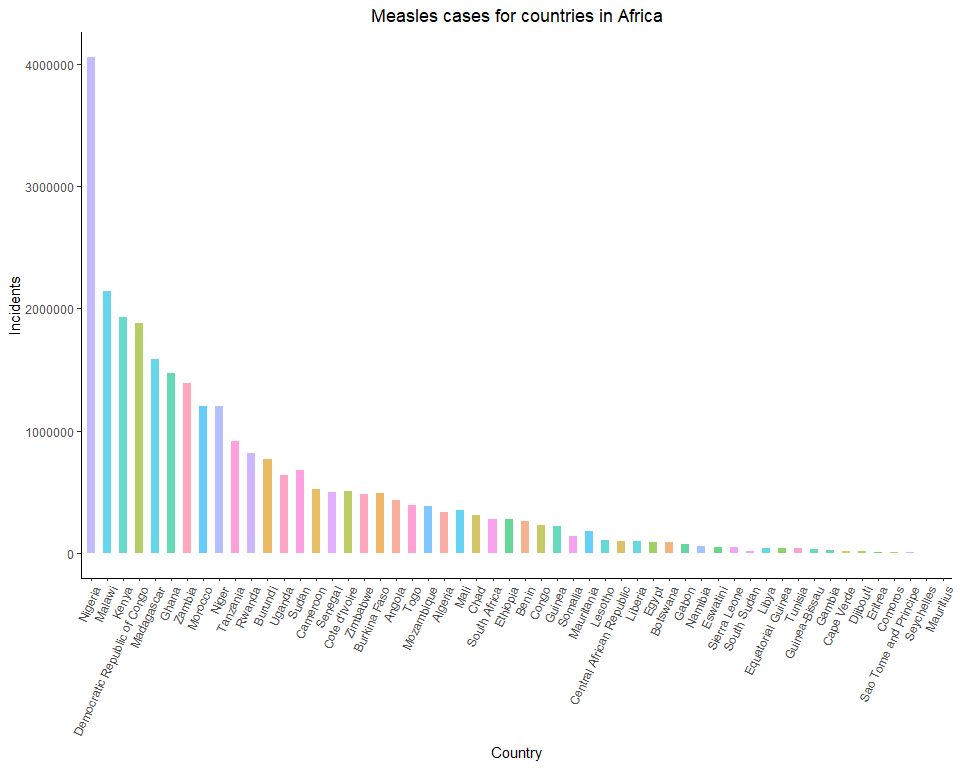 Measles cases for countries in Africa
Incidents
4000000
3000000
2000000
1000000
0
Nigeria
Malawi
Kenya
Democratic Republic of Congo
Madagascar
Ghana
Zambia
Morocco
Niger
Tanzania
Rwanda
Burundi
Uganda
Sudan
Cameroon
Senegal
Cote d'Ivoire
Zimbabwe
Burkina Faso
Angola
Togo
Mozambique
Algeria
Mali
Chad
South Africa
Ethiopia
Benin
Congo
Guinea
Somalia
Mauritania
Lesotho
Central African Republic
Liberia
Egypt
Botswana
Gabon
Namibia
Eswatini
Sierra Leone
South Sudan
Libya
Equatorial Guinea
Tunisia
Guinea-Bissau
Gambia
Cape Verde
Djibouti
Eritrea
Comoros
Sao Tome and Principe
Seychelles
Mauritius
Country